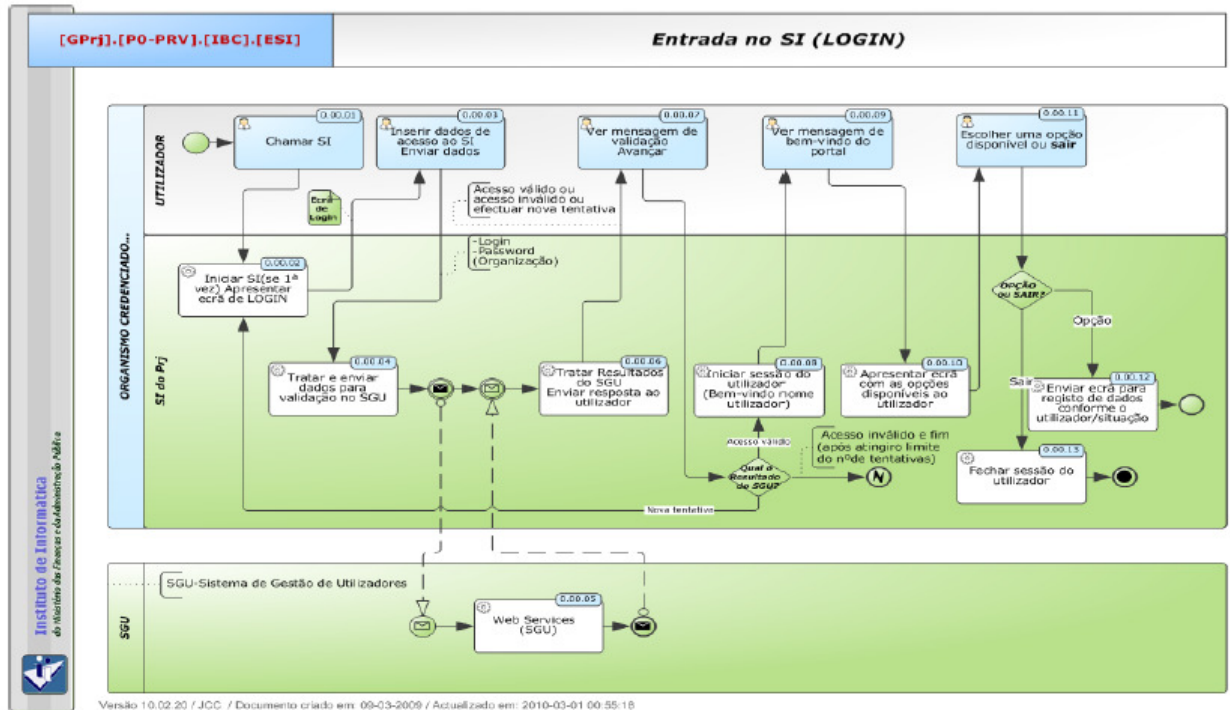 [GPrj].[P0-PRV].[IBC].[ESI]
Entrada no SI (LOGIN)
ORGANISMO CREDENCIADO...
UTILIZADOR
0.00.01
Chamar SI
0.00.03
Inserir dados de
acesso ao SI
Enviar dados
0.00.07
Ver mensagem de
validação
Avançar
0.00.09
Ver mensagem de
bem-vindo do
portal
0.00.11
Escolher uma opção
disponível ou sair
Ecrã
de
Login
Acesso válido ou
acesso inválido ou
efectuar nova tentativa
SI do Prj
-Login
-Password
(Organização)
0.00.02
Iniciar SI(se 1ª
vez) Apresentar
ecrã de LOGIN
0.00.04
Tratar e enviar
dados para
validação no SGU
0.00.06
Tratar Resultados
do SGU
Enviar resposta ao
utilizador
0.00.08
Iniciar sessão do
utilizador
(Bem-vindo nome
utilizador)
0.00.10
Apresentar ecrã
com as opções
disponíveis ao
utilizador
OPÇÃO
ou SAIR?
Opção
Sair
0.00.12
Enviar ecrã para
registo de dados
conforme o
utilizador/situação
0.00.13
Fechar sessão do
utilizador
Acesso válido
Acesso inválido e fim
(após atingiro limite
do nºde tentativas)
Qual o
Resultado
do SGU?
N
Nova tentativa
SGU
SGU-Sistema de Gestão de Utilizadores
0.00.05
Web Services
(SGU)
Instituto de Informática
do Ministério das Finanças e da Administração Pública
Versão 10.02.20 / JCC / Documento criado em: 09-03-2009 / Actualizado em: 2010-03-01 00:55:18